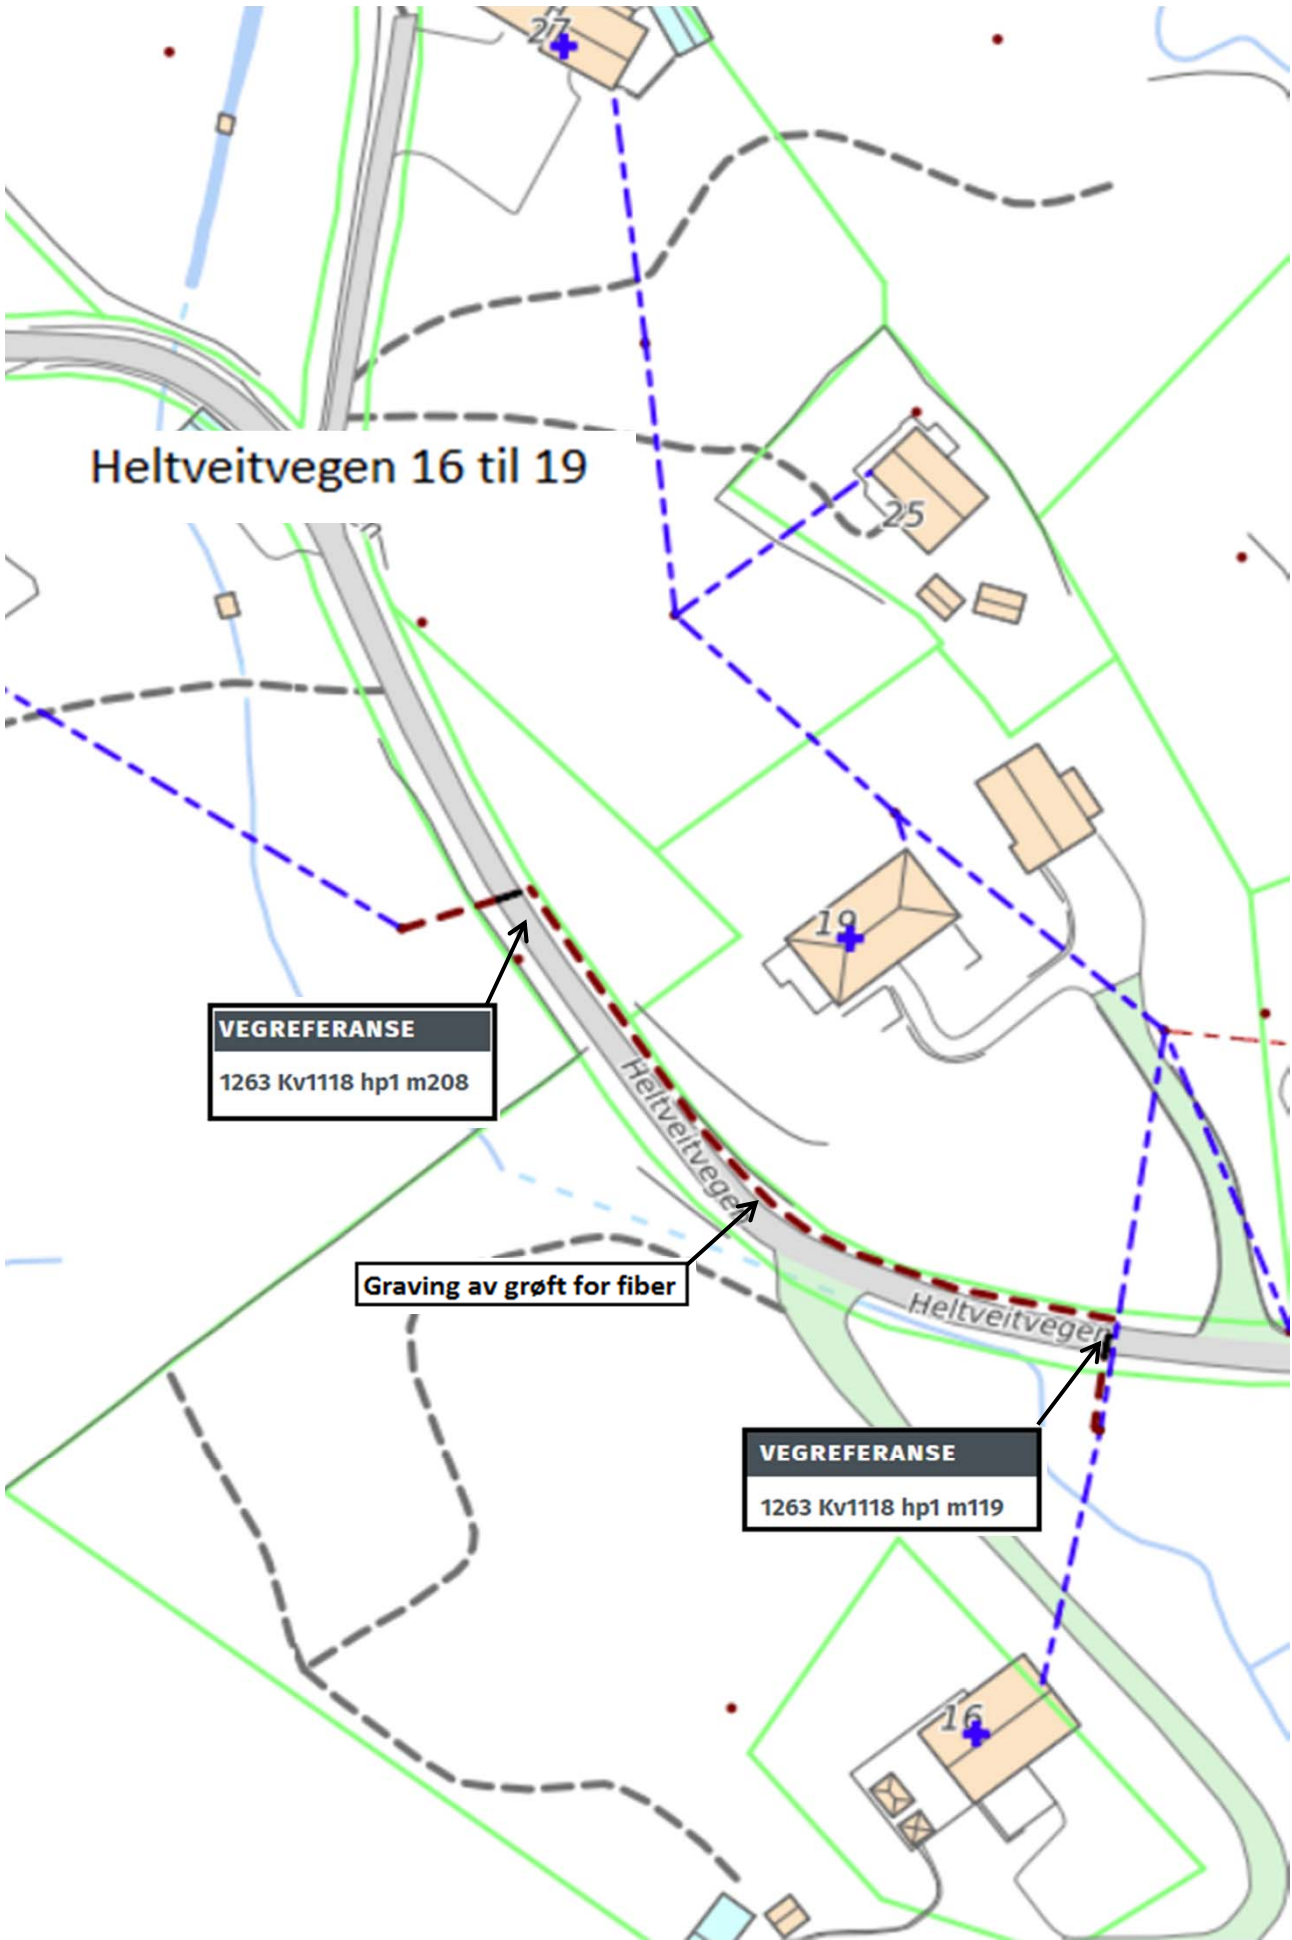 27
Heltveitvegen 16 til 19
25
19
VEGREFERANSE
1263 Kv1118 hp1 m208
Heltveitvegen
Graving av grøft for fiber
Heltveitvegen
VEGREFERANSE
1263 Kv1118 hp1 m119
16